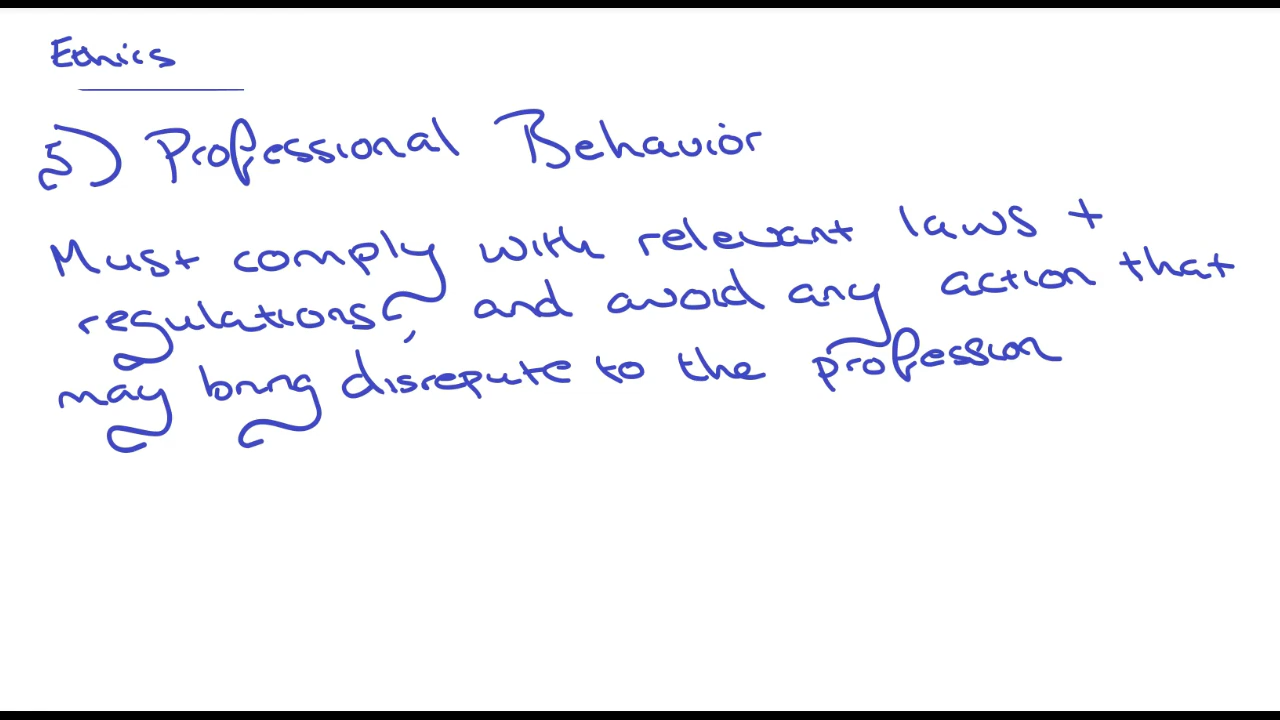 Ethics
5) Professional Behavior
Must comply with relevant laws +
regulations, and avoid any action that
may bring disrepute to the profession